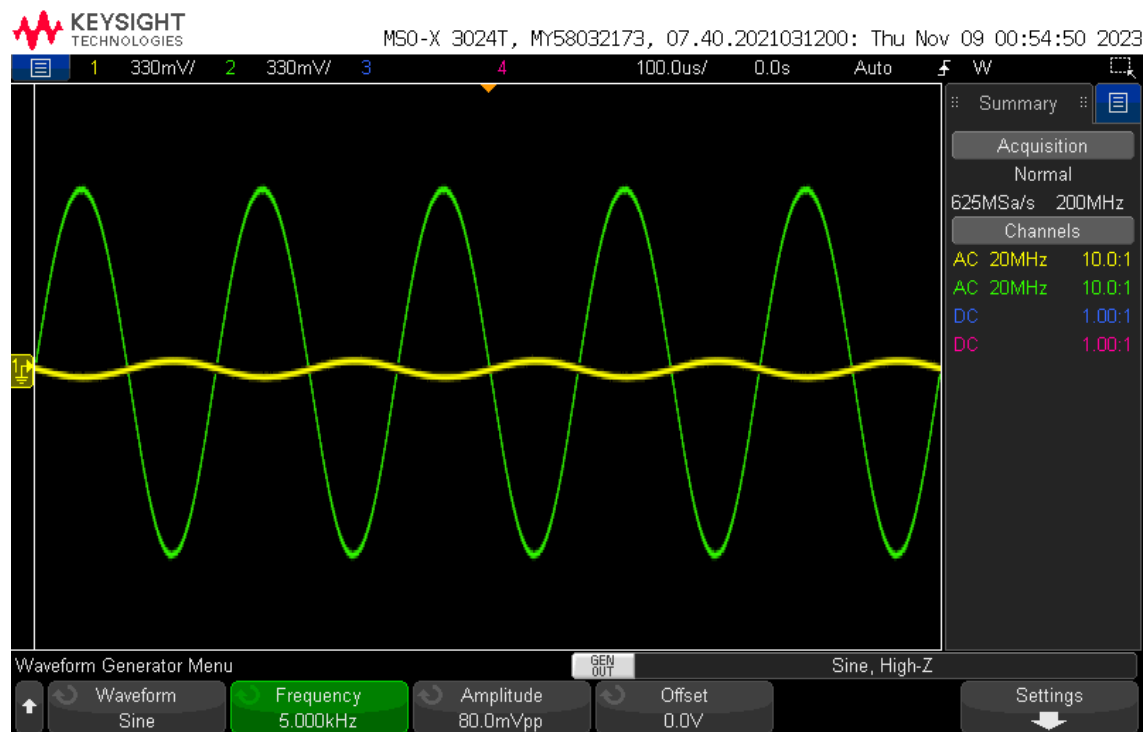 KEYSIGHT
TECHNOLOGIES
MSO-X 3024T, MY58032173, 07.40.2021031200: Thu Nov 09 00:54:50 2023
1 330mV/ 2 330mV/ 3 4 100.0us/ 0.0s Auto W
Summary
Acquisition
Normal
625MSa/s 200MHz
Channels
AC 20MHz 10.0:1
AC 20MHz 10.0:1
DC 1.00:1
DC 1.00:1
1
Waveform Generator Menu
GEN
OUT
Sine, High-Z
Waveform
Sine
Frequency
5.000kHz
Amplitude
80.0mVpp
Offset
0.0V
Settings